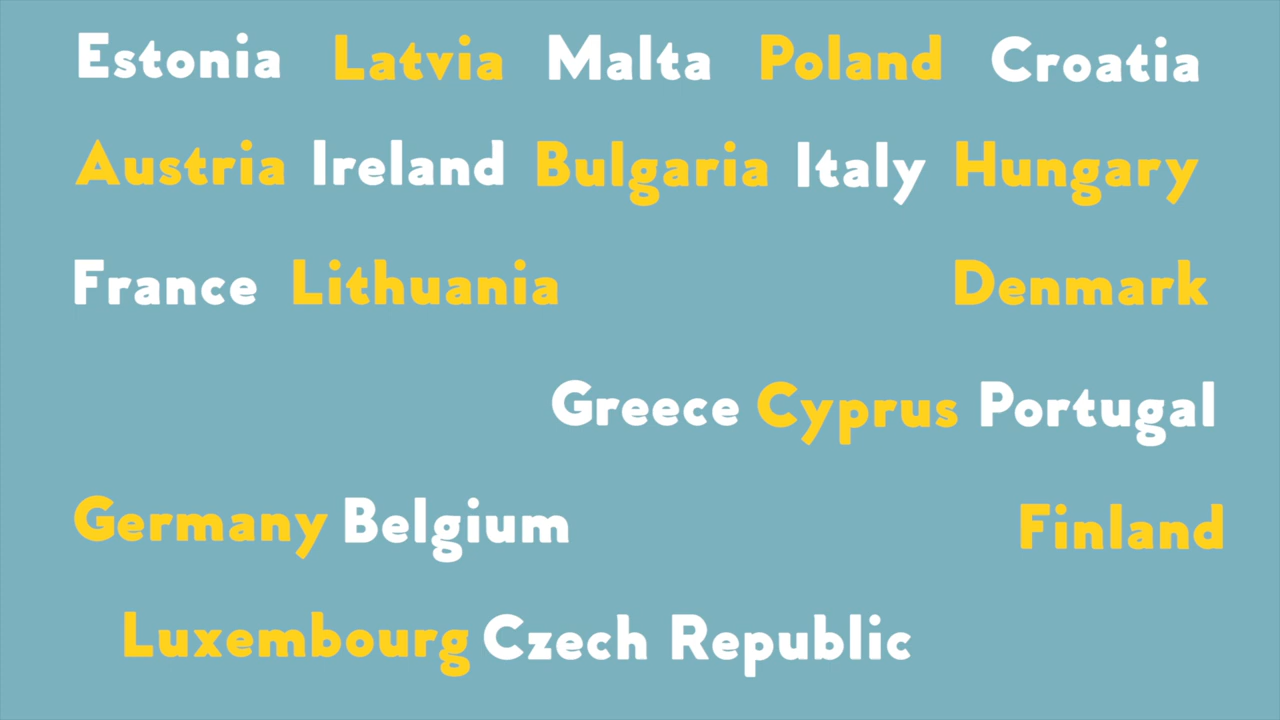 Estonia Latvia Malta Poland Croatia
Austria Ireland Bulgaria Italy Hungary
France Lithuania Denmark
Greece Cyprus Portugal
Germany Belgium Finland
Luxembourg Czech Republic